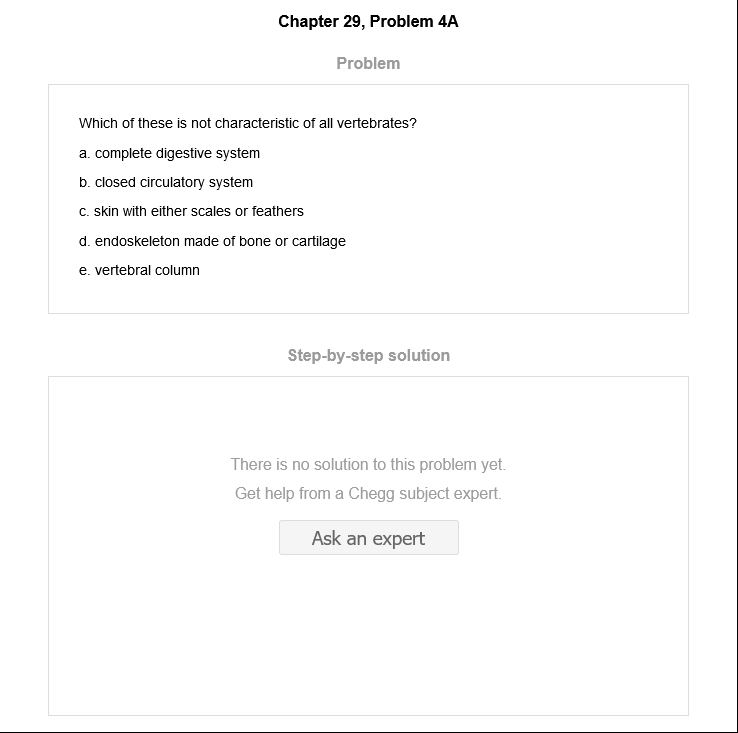 Chapter 29, Problem 4A
Problem
Which of these is not characteristic of all vertebrates?
a. complete digestive system
b. closed circulatory system
c. skin with either scales or feathers
d. endoskeleton made of bone or cartilage
e. vertebral column
Step-by-step solution
There is no solution to this problem yet.
Get help from a Chegg subject expert.
Ask an expert